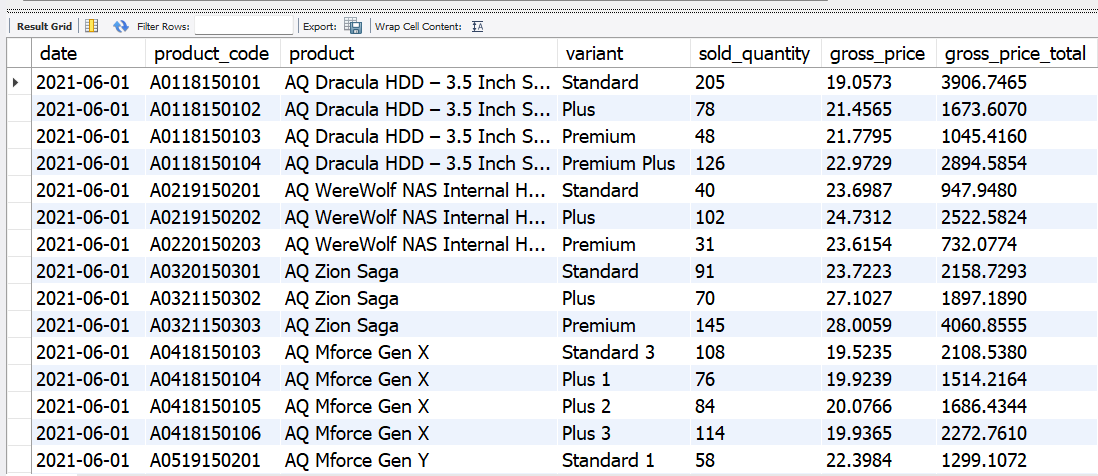 Result Grid Filter Rows: Export: Wrap Cell Content:
date product_code product variant sold_quantity gross_price gross_price_total
2021-06-01 A0118150101 AQ Dracula HDD – 3.5 Inch S... Standard 205 19.0573 3906.7465
2021-06-01 A0118150102 AQ Dracula HDD – 3.5 Inch S... Plus 78 21.4565 1673.6070
2021-06-01 A0118150103 AQ Dracula HDD – 3.5 Inch S... Premium 48 21.7795 1045.4160
2021-06-01 A0118150104 AQ Dracula HDD – 3.5 Inch S... Premium Plus 126 22.9729 2894.5854
2021-06-01 A0219150201 AQ WereWolf NAS Internal H... Standard 40 23.6987 947.9480
2021-06-01 A0219150202 AQ WereWolf NAS Internal H... Plus 102 24.7312 2522.5824
2021-06-01 A0220150203 AQ WereWolf NAS Internal H... Premium 31 23.6154 732.0774
2021-06-01 A0320150301 AQ Zion Saga Standard 91 23.7223 2158.7293
2021-06-01 A0321150302 AQ Zion Saga Plus 70 27.1027 1897.1890
2021-06-01 A0321150303 AQ Zion Saga Premium 145 28.0059 4060.8555
2021-06-01 A0418150103 AQ Mforce Gen X Standard 3 108 19.5235 2108.5380
2021-06-01 A0418150104 AQ Mforce Gen X Plus 1 76 19.9239 1514.2164
2021-06-01 A0418150105 AQ Mforce Gen X Plus 2 84 20.0766 1686.4344
2021-06-01 A0418150106 AQ Mforce Gen X Plus 3 114 19.9365 2272.7610
2021-06-01 A0519150201 AQ Mforce Gen Y Standard 1 58 22.3984 1299.1072